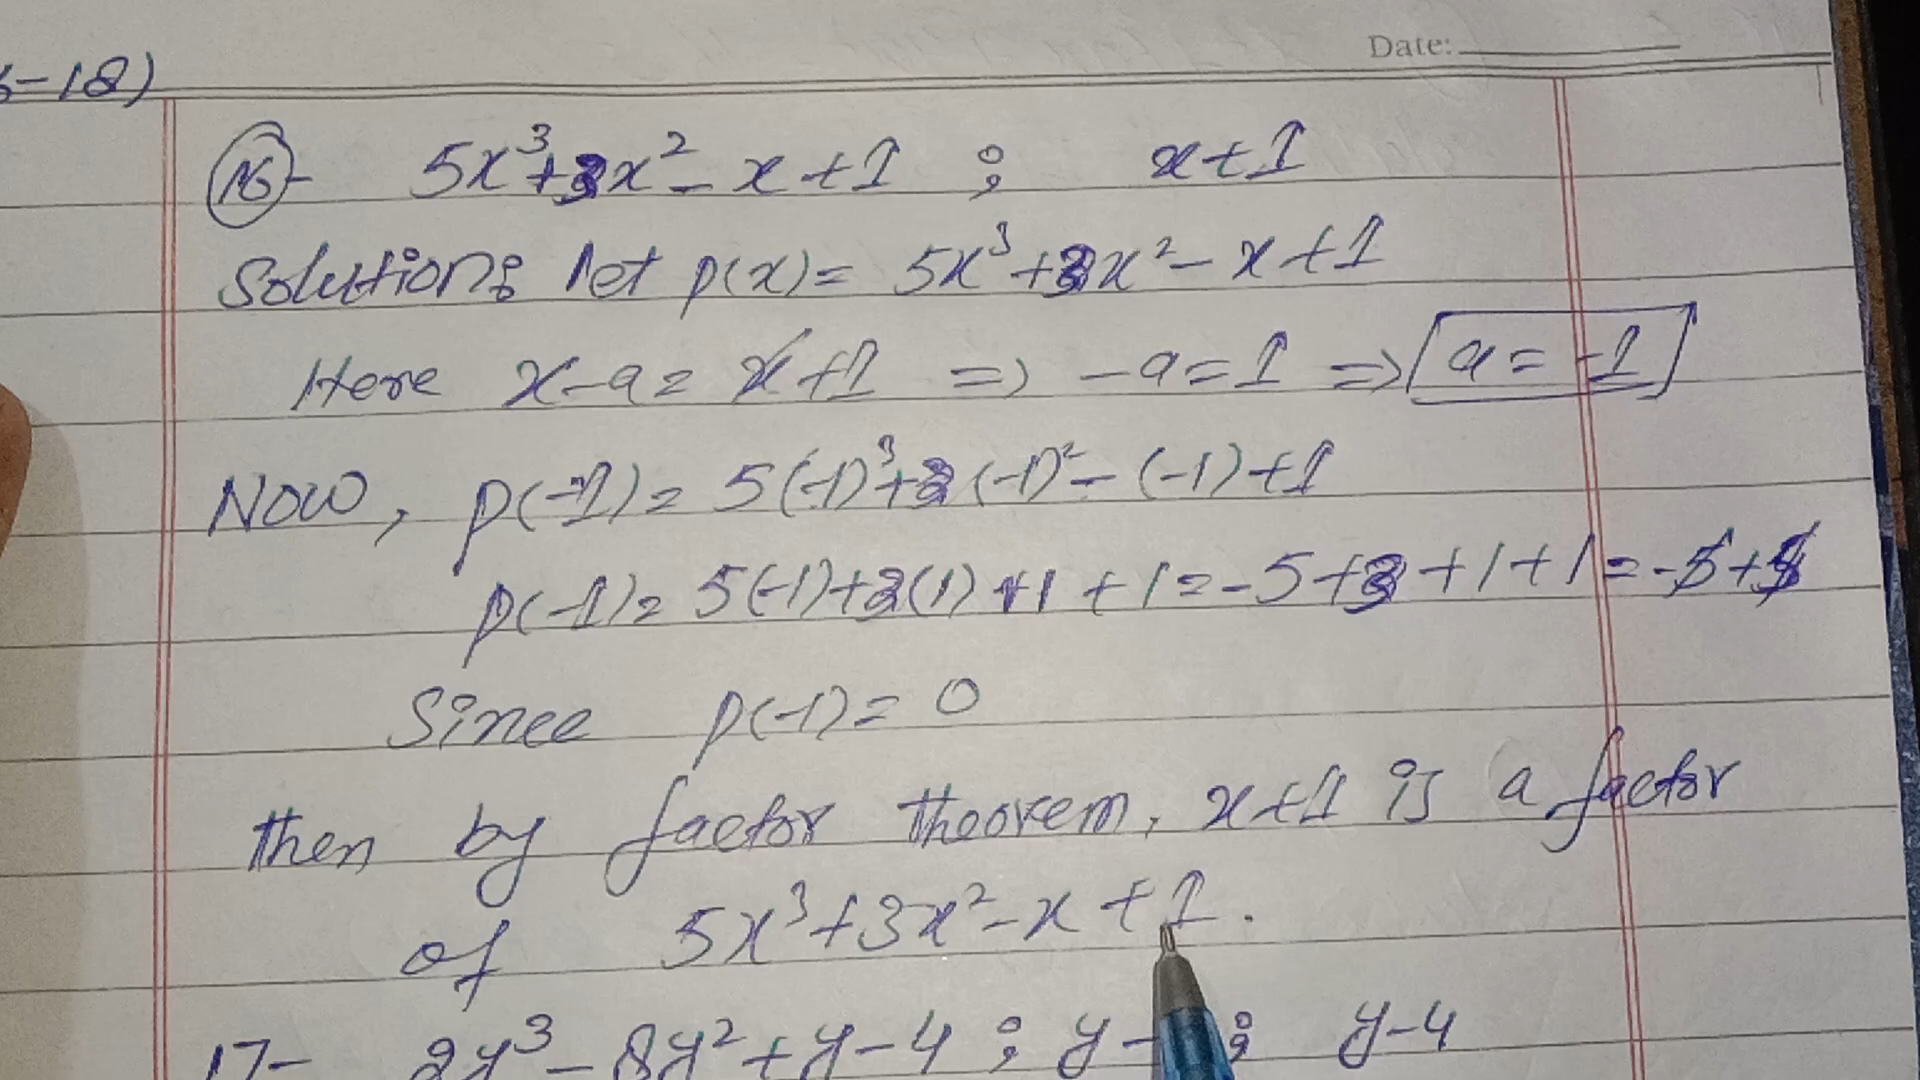 Date:
-18)
16- 5x³+3x²-x+1 ; x+1
Solution: let p(x)= 5x³+3x²-x+1
Here x-a= x+1 => -a=1 => a=-1
Now, p(-1)= 5(-1)³+3(-1)²-(-1)+1
p(-1)= 5(-1)+3(1)+1+1=-5+3+1+1=-5+5
Since p(-1)= 0
then by factor theorem, x+1 is a factor
of 5x³+3x²-x+1.
17- 2y³-8y²+y-4 ; y- ; y-4